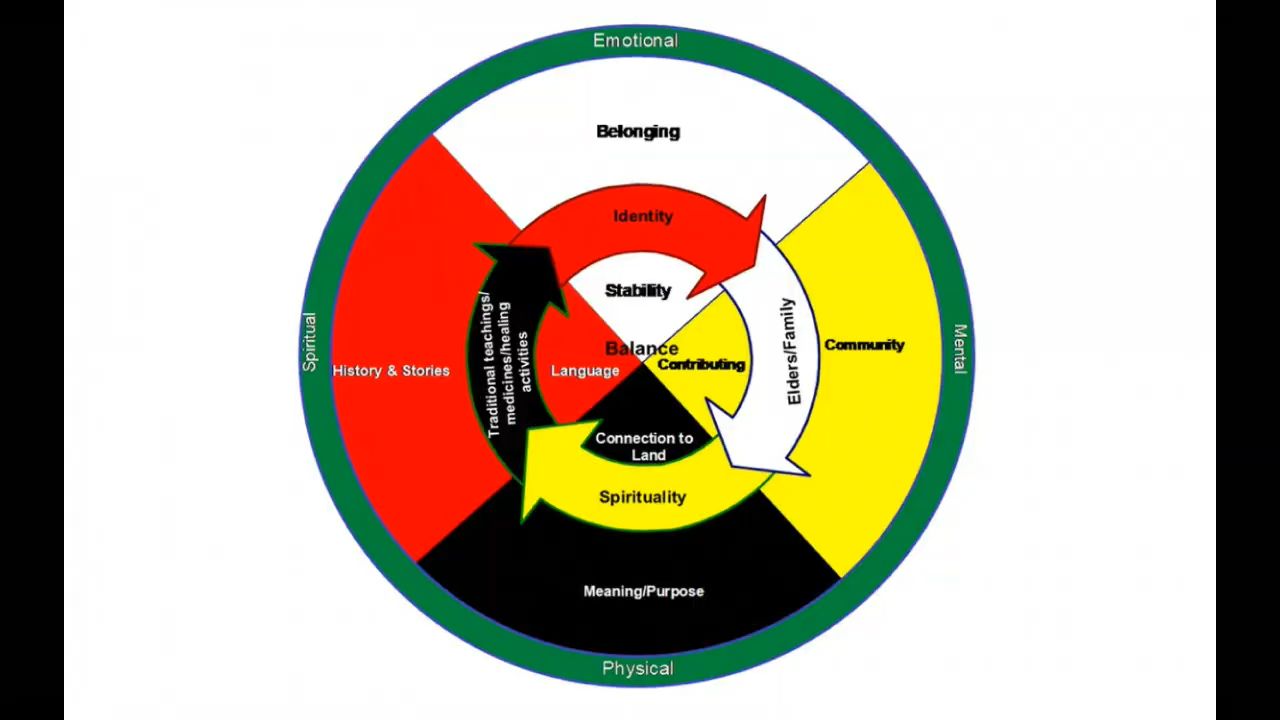 Emotional
Belonging
Identity
Stability
Balance
Contributing
Language
Connection to
Land
Spirituality
Meaning/Purpose
Physical
Spiritual
History & Stories
Traditional teachings/
medicines/healing
activities
Elders/Family
Community
Mental